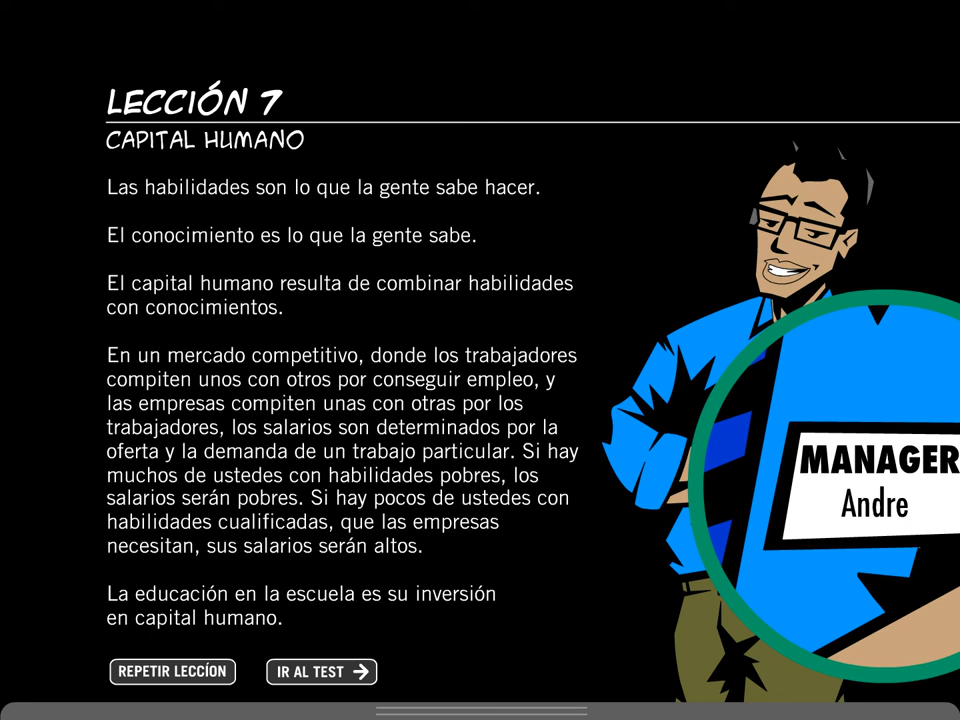 LECCIÓN 7
CAPITAL HUMANO
Las habilidades son lo que la gente sabe hacer.
El conocimiento es lo que la gente sabe.
El capital humano resulta de combinar habilidades
con conocimientos.
En un mercado competitivo, donde los trabajadores
compiten unos con otros por conseguir empleo, y
las empresas compiten unas con otras por los
trabajadores, los salarios son determinados por la
oferta y la demanda de un trabajo particular. Si hay
muchos de ustedes con habilidades pobres, los
salarios serán pobres. Si hay pocos de ustedes con
habilidades cualificadas, que las empresas
necesitan, sus salarios serán altos.
La educación en la escuela es su inversión
en capital humano.
MANAGER
Andre
REPETIR LECCÍON
IR AL TEST →